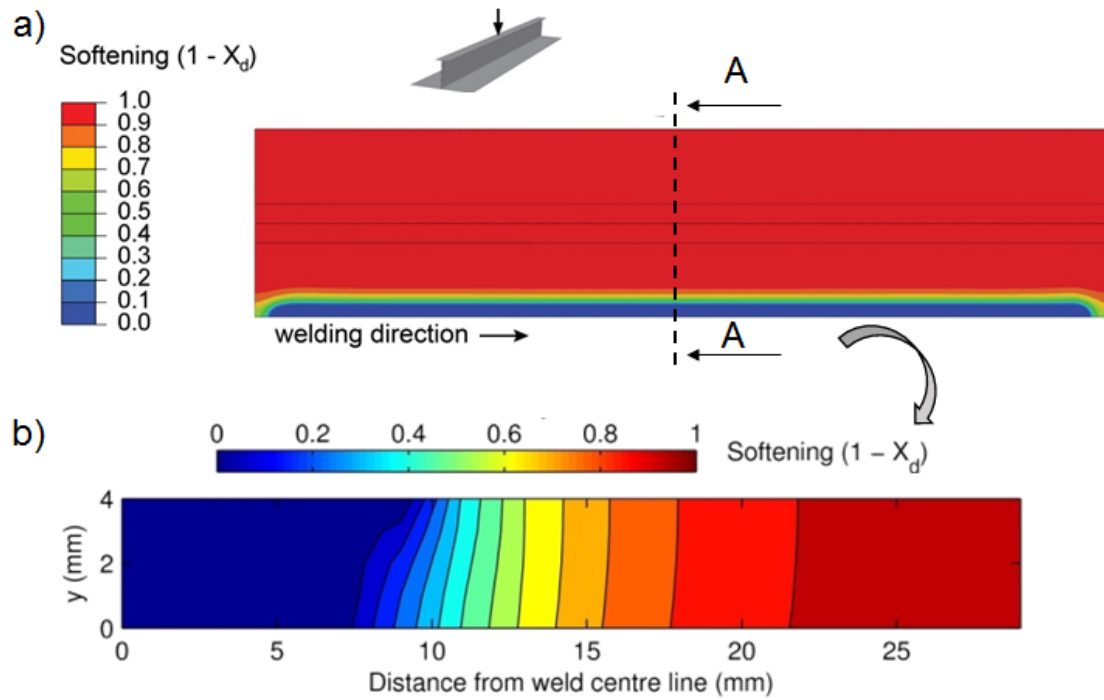 a)
Softening (1 - X_d)
1.0
0.9
0.8
0.7
0.6
0.5
0.4
0.3
0.2
0.1
0.0
A
A
welding direction
b)
0 0.2 0.4 0.6 0.8 1
Softening (1 − X_d)
4
2
0
y (mm)
0 5 10 15 20 25
Distance from weld centre line (mm)